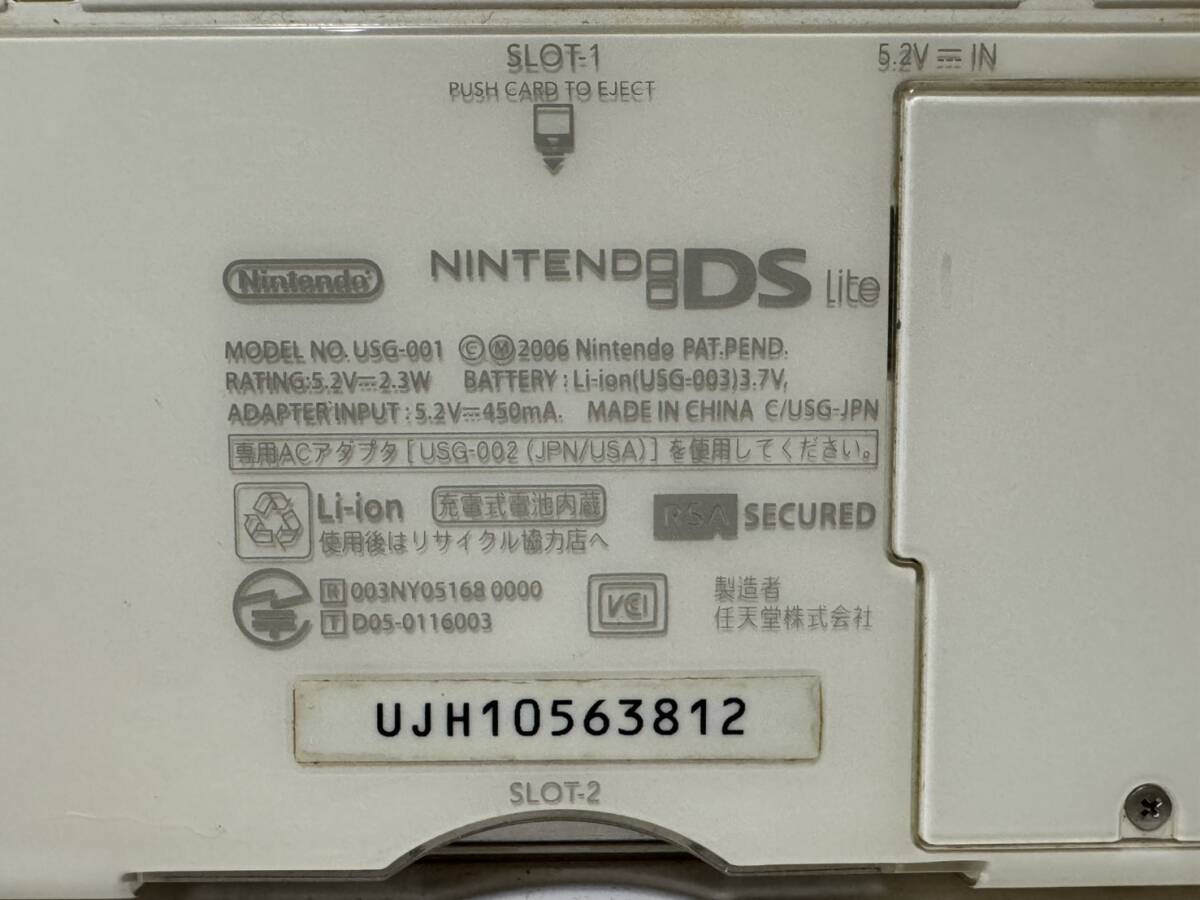 SLOT-1
5.2V⎓IN
PUSH CARD TO EJECT
Nintendo
NINTENDO DS Lite
MODEL NO. USG-001 ⒸⓂ2006 Nintendo PAT.PEND.
RATING:5.2V⎓2.3W BATTERY:Li-ion(USG-003)3.7V,
ADAPTER INPUT:5.2V⎓450mA. MADE IN CHINA C/USG-JPN
専用ACアダプタ[USG-002(JPN/USA)]を使用してください。
Li-ion 充電式電池内蔵
使用後はリサイクル協力店へ
RSA SECURED
R 003NY05168 0000
T D05-0116003
VCI
製造者
任天堂株式会社
UJH10563812
SLOT-2